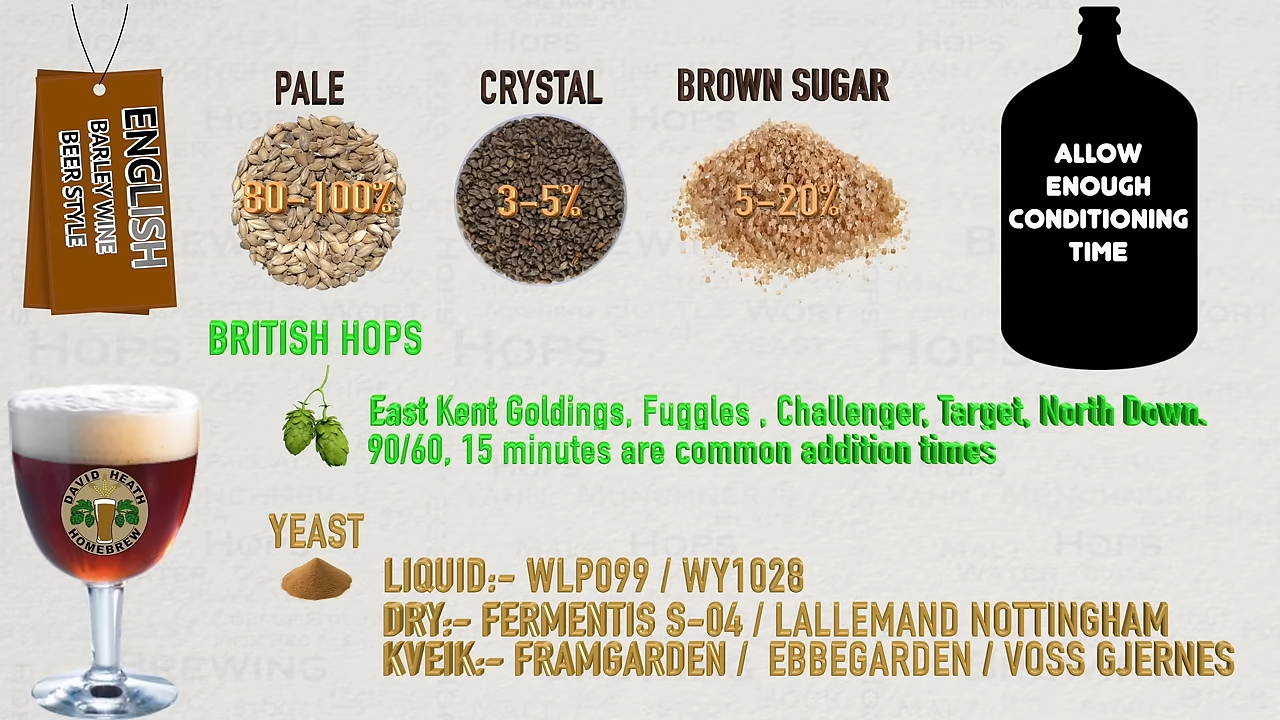 ENGLISH
BARLEY WINE
BEER STYLE
PALE
80-100%
CRYSTAL
3-5%
BROWN SUGAR
5-20%
ALLOW
ENOUGH
CONDITIONING
TIME
BRITISH HOPS
East Kent Goldings, Fuggles , Challenger, Target, North Down.
90/60, 15 minutes are common addition times
DAVID HEATH
HOMEBREW
YEAST
LIQUID:- WLP099 / WY1028
DRY:- FERMENTIS S-04 / LALLEMAND NOTTINGHAM
KVEIK:- FRAMGARDEN / EBBEGARDEN / VOSS GJERNES